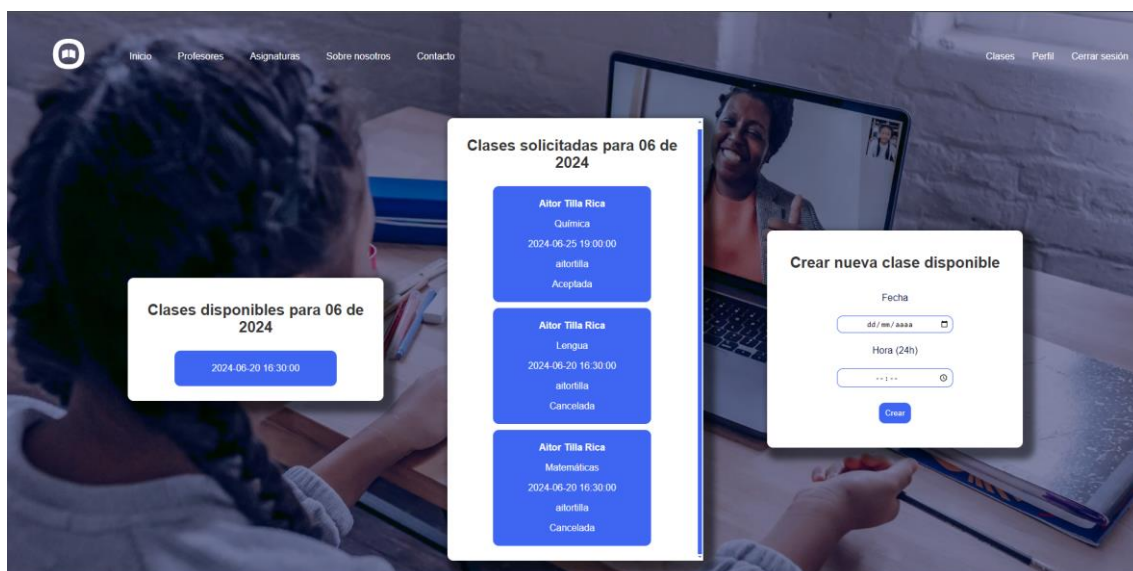 Inicio Profesores Asignaturas Sobre nosotros Contacto Clases Perfil Cerrar sesión
Clases disponibles para 06 de
2024
2024-06-20 16:30:00
Clases solicitadas para 06 de
2024
Aitor Tilla Rica
Química
2024-06-25 19:00:00
aitortilla
Aceptada
Aitor Tilla Rica
Lengua
2024-06-20 16:30:00
aitortilla
Cancelada
Aitor Tilla Rica
Matemáticas
2024-06-20 16:30:00
aitortilla
Cancelada
Crear nueva clase disponible
Fecha
dd/mm/aaaa
Hora (24h)
--:--
Crear